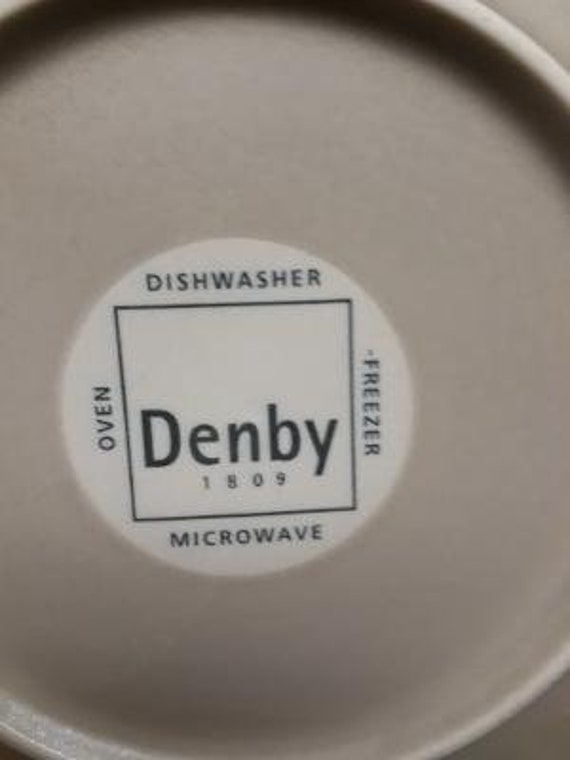 DISHWASHER
OVEN
Denby
1809
-FREEZER
MICROWAVE